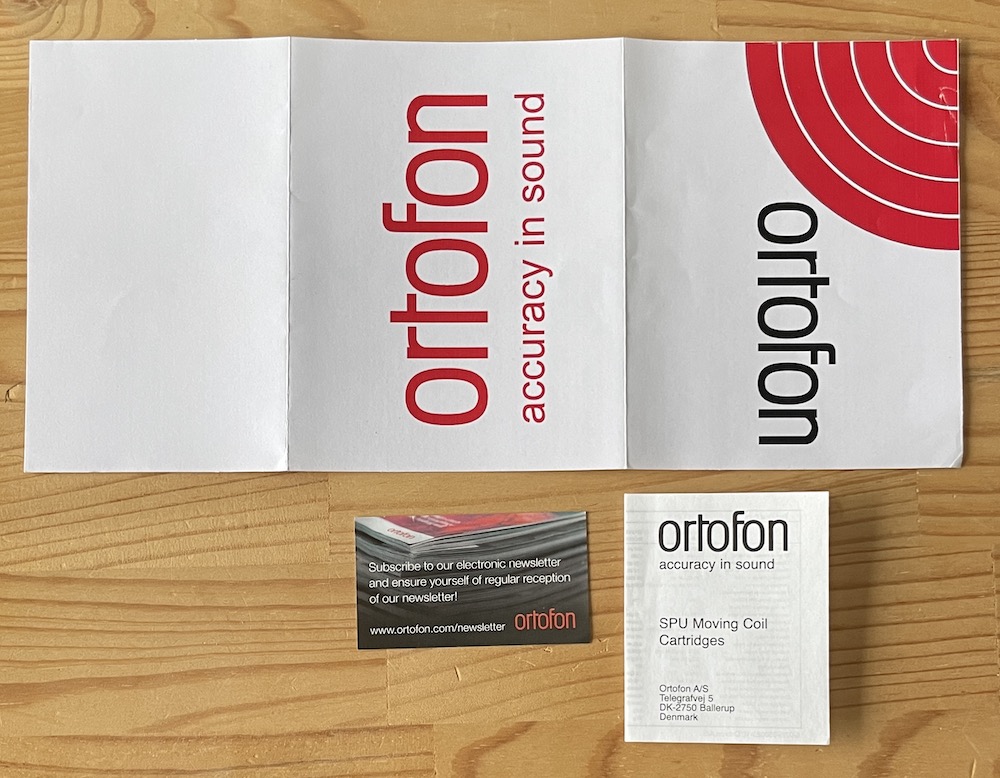 ortofon
accuracy in sound
ortofon
Subscribe to our electronic newsletter
and ensure yourself of regular reception
of our newsletter!
www.ortofon.com/newsletter ortofon
ortofon
accuracy in sound
SPU Moving Coil
Cartridges
Ortofon A/S
Telegrafvej 5
DK-2750 Ballerup
Denmark